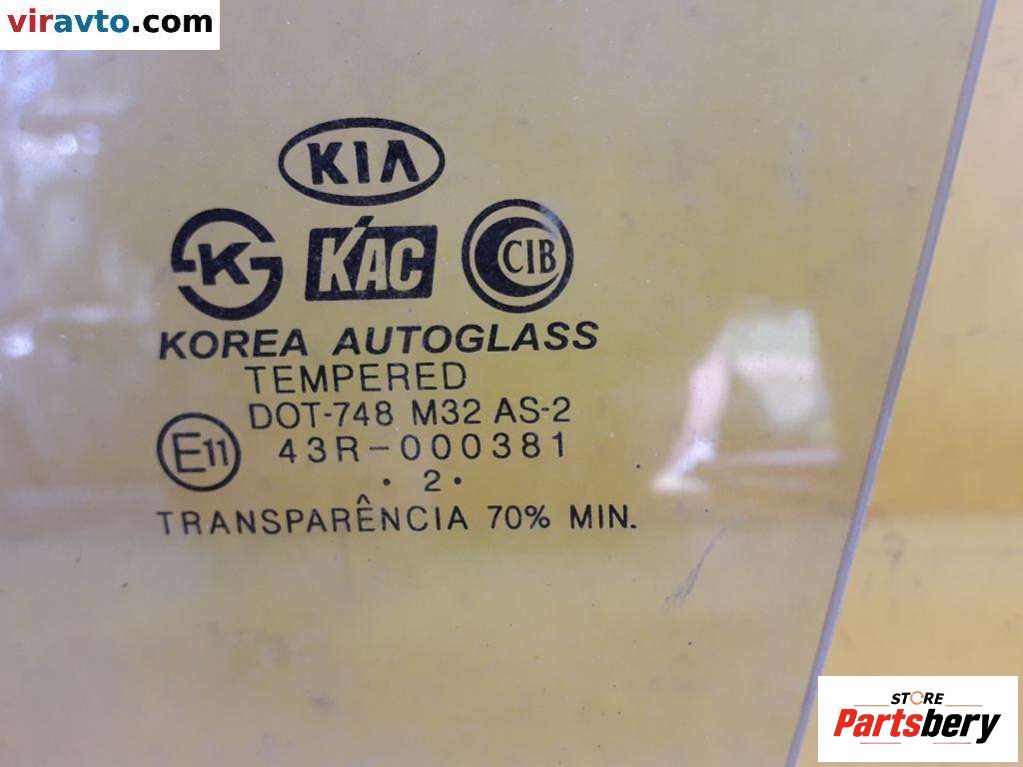 viravto.com
KIA
K KAC CIB
KOREA AUTOGLASS
TEMPERED
DOT-748 M32 AS-2
E11 43R-000381
· 2 ·
TRANSPARÊNCIA 70% MIN.
STORE
Partsbery